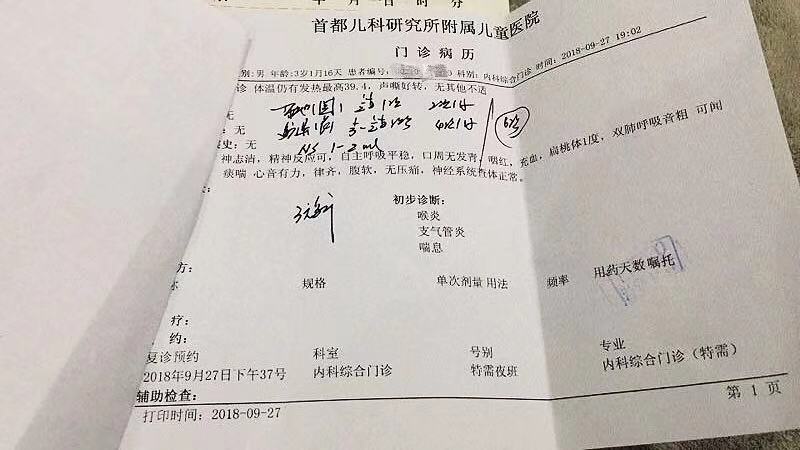 年 时 分
首都儿科研究所附属儿童医院
门诊病历
别:男 年龄:3岁1月16天 患者编号: 科别:内科综合门诊 时间:2018-09-27 19:02
诊 体温仍有发热最高39.4，声嘶好转，无其他不适
无
:无
史:无
NS 1-2ml
神志清，精神反应可，自主呼吸平稳，口周无发青，咽红，充血，扁桃体1度，双肺呼吸音粗 可闻
痰喘 心音有力，律齐，腹软，无压痛，神经系统查体正常。
初步诊断:
喉炎
支气管炎
喘息
方:
规格 单次剂量 用法 频率 用药天数 嘱托
疗:
约:
复诊预约 科室 号别 专业
2018年9月27日下午37号 内科综合门诊 特需夜班 内科综合门诊（特需）
辅助检查:
打印时间:2018-09-27
第 1 页